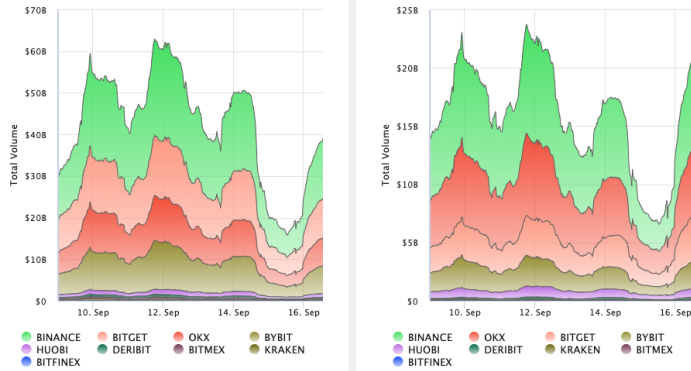 $70B
$60B
$50B
$40B
$30B
$20B
$10B
$0
Total Volume
10. Sep 12. Sep 14. Sep 16. Sep
BINANCE BITGET OKX BYBIT
HUOBI DERIBIT BITMEX KRAKEN
BITFINEX
$25B
$20B
$15B
$10B
$5B
$0
Total Volume
10. Sep 12. Sep 14. Sep 16. Sep
BINANCE OKX BITGET BYBIT
HUOBI DERIBIT KRAKEN BITMEX
BITFINEX